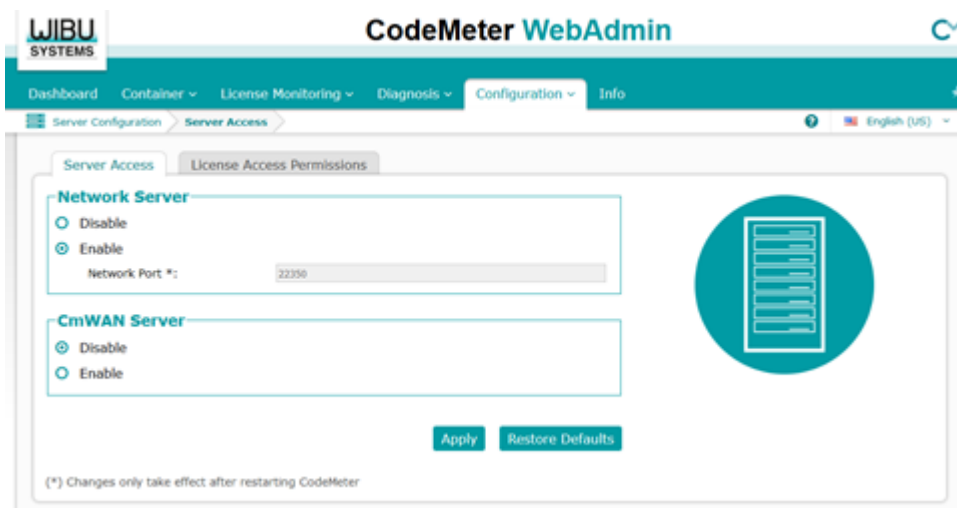 WIBU
SYSTEMS
CodeMeter WebAdmin
Dashboard Container License Monitoring Diagnosis Configuration Info
Server Configuration Server Access English (US)
Server Access License Access Permissions
Network Server
Disable
Enable
Network Port *: 22350
CmWAN Server
Disable
Enable
Apply Restore Defaults
(*) Changes only take effect after restarting CodeMeter